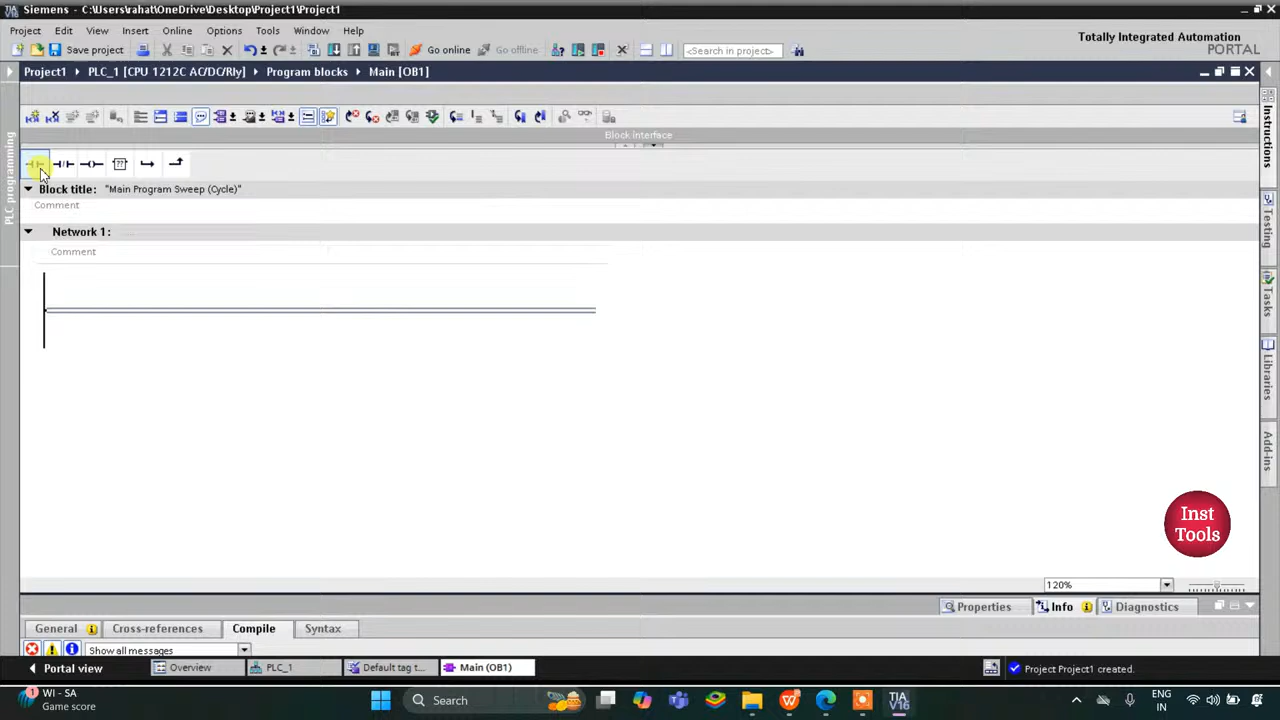 Siemens - C:\Users\rahat\OneDrive\Desktop\Project1\Project1
Project Edit View Insert Online Options Tools Window Help
Totally Integrated Automation
PORTAL
Save project Go online Go offline <Search in project>
Project1 PLC_1 [CPU 1212C AC/DC/Rly] Program blocks Main [OB1]
Block interface
??
Block title: "Main Program Sweep (Cycle)"
Comment
Network 1:
Comment
PLC programming
Instructions
Testing
Tasks
Libraries
Add-ins
Inst
Tools
120%
Properties Info Diagnostics
General Cross-references Compile Syntax
Show all messages
Portal view Overview PLC_1 Default tag t... Main (OB1) Project Project1 created.
1 WI - SA
Game score
Search
TIA
V16
ENG
IN